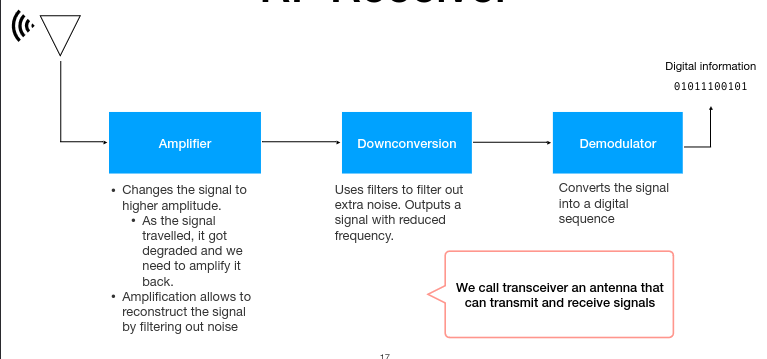 RF Receiver
Digital information
01011100101
Amplifier
Downconversion
Demodulator
• Changes the signal to
higher amplitude.
• As the signal
travelled, it got
degraded and we
need to amplify it
back.
• Amplification allows to
reconstruct the signal
by filtering out noise
Uses filters to filter out
extra noise. Outputs a
signal with reduced
frequency.
Converts the signal
into a digital
sequence
We call transceiver an antenna that
can transmit and receive signals
17